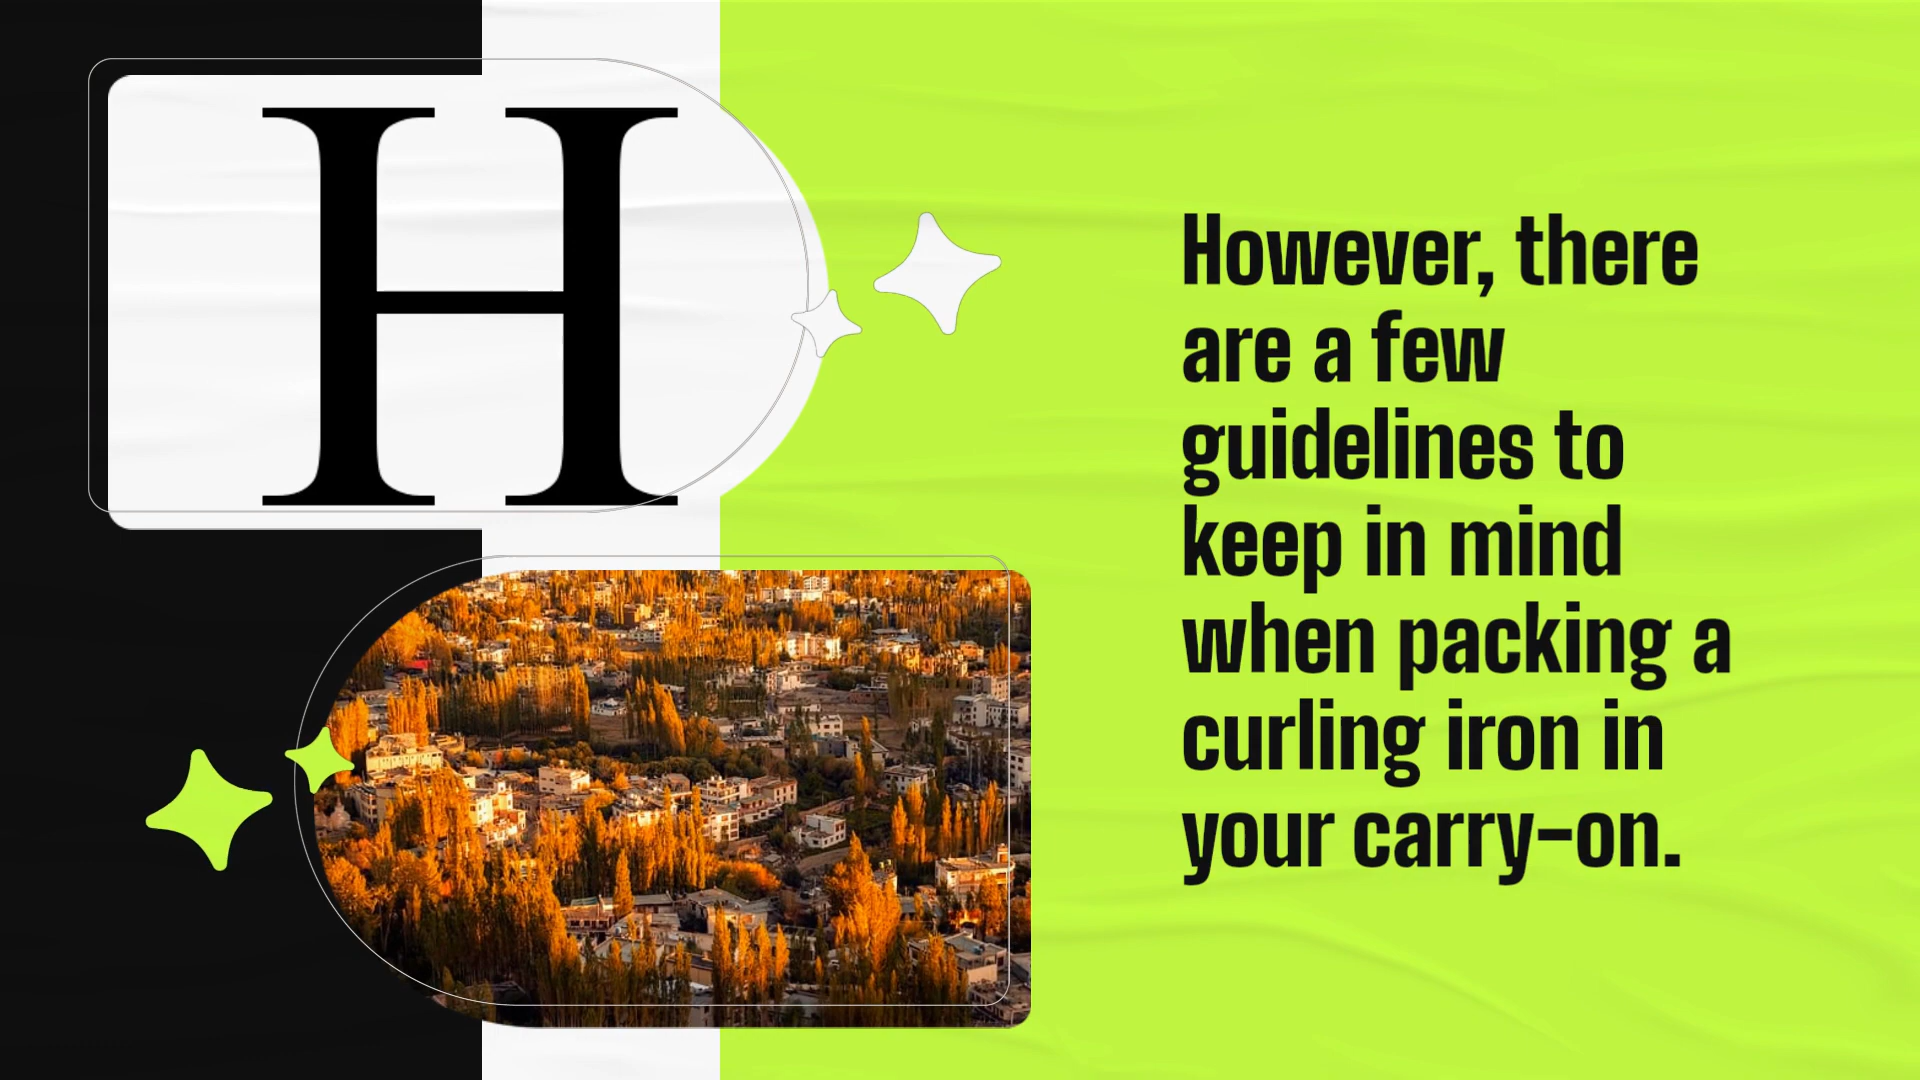 H
However, there
are a few
guidelines to
keep in mind
when packing a
curling iron in
your carry-on.